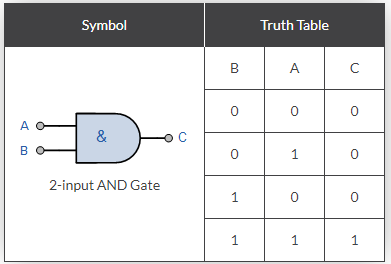 Symbol Truth Table
B A C
0 0 0
A
&
C
B
0 1 0
2-input AND Gate
1 0 0
1 1 1